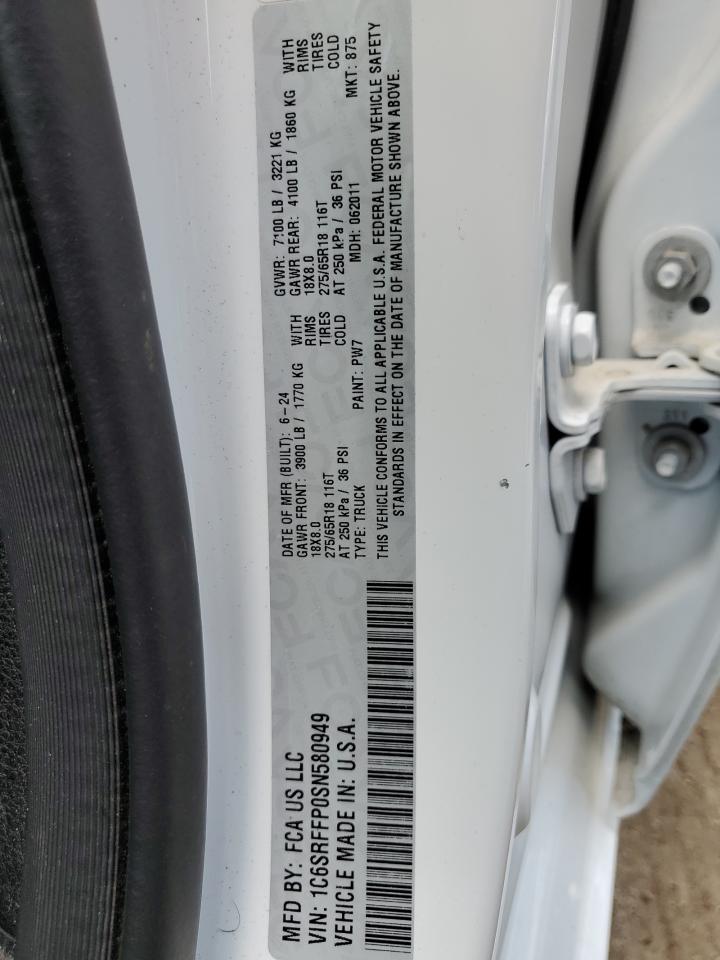 MFD BY: FCA US LLC
VIN: 1C6SRFFP0SN580949
VEHICLE MADE IN: U.S.A.
DATE OF MFR (BUILT): 6-24 GVWR: 7100 LB / 3221 KG
GAWR FRONT: 3900 LB / 1770 KG WITH GAWR REAR: 4100 LB / 1860 KG WITH
18X8.0 RIMS 18X8.0 RIMS
275/65R18 116T TIRES 275/65R18 116T TIRES
AT 250 kPa / 36 PSI COLD AT 250 kPa / 36 PSI COLD
TYPE: TRUCK PAINT: PW7 MDH: 062011 MKT: 875
THIS VEHICLE CONFORMS TO ALL APPLICABLE U.S.A. FEDERAL MOTOR VEHICLE SAFETY
STANDARDS IN EFFECT ON THE DATE OF MANUFACTURE SHOWN ABOVE.